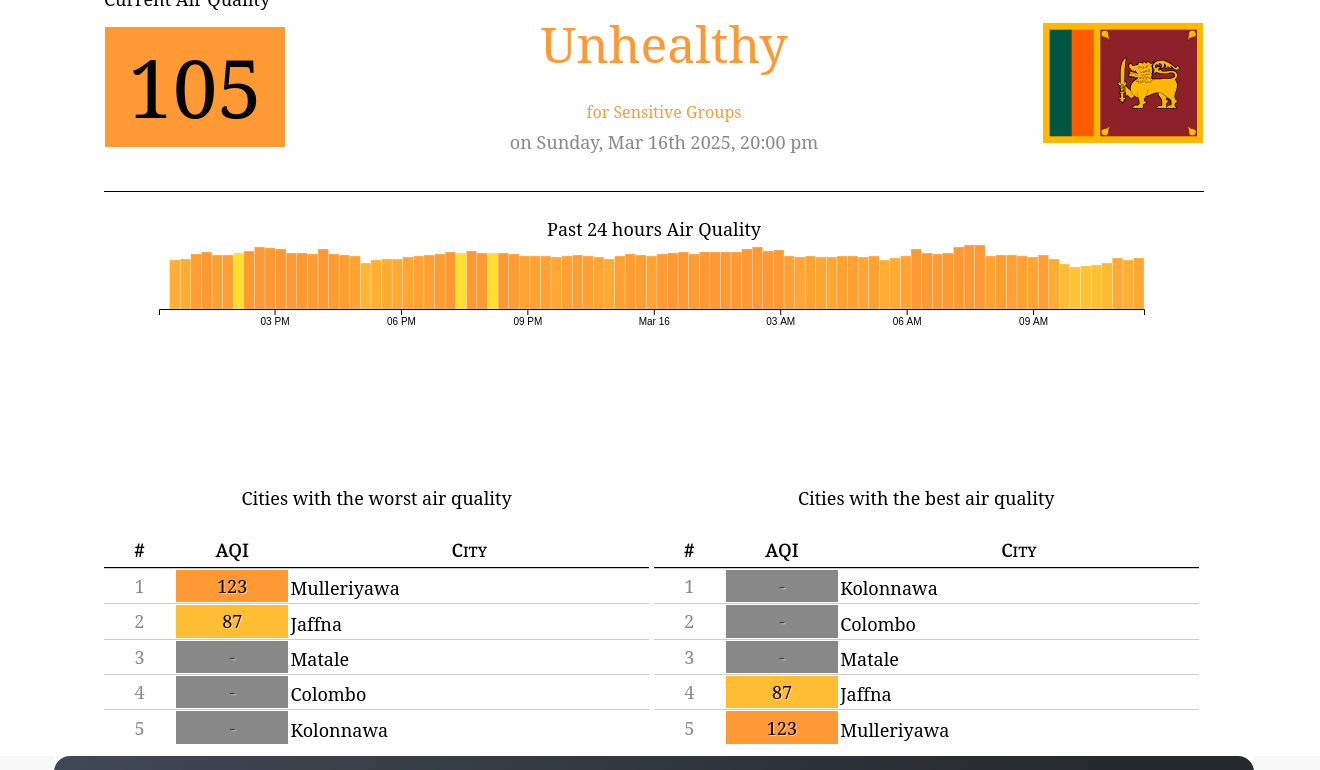 Current Air Quality
105
Unhealthy
for Sensitive Groups
on Sunday, Mar 16th 2025, 20:00 pm
Past 24 hours Air Quality
03 PM 06 PM 09 PM Mar 16 03 AM 06 AM 09 AM
Cities with the worst air quality
# AQI City
1 123 Mulleriyawa
2 87 Jaffna
3 - Matale
4 - Colombo
5 - Kolonnawa
Cities with the best air quality
# AQI City
1 - Kolonnawa
2 - Colombo
3 - Matale
4 87 Jaffna
5 123 Mulleriyawa